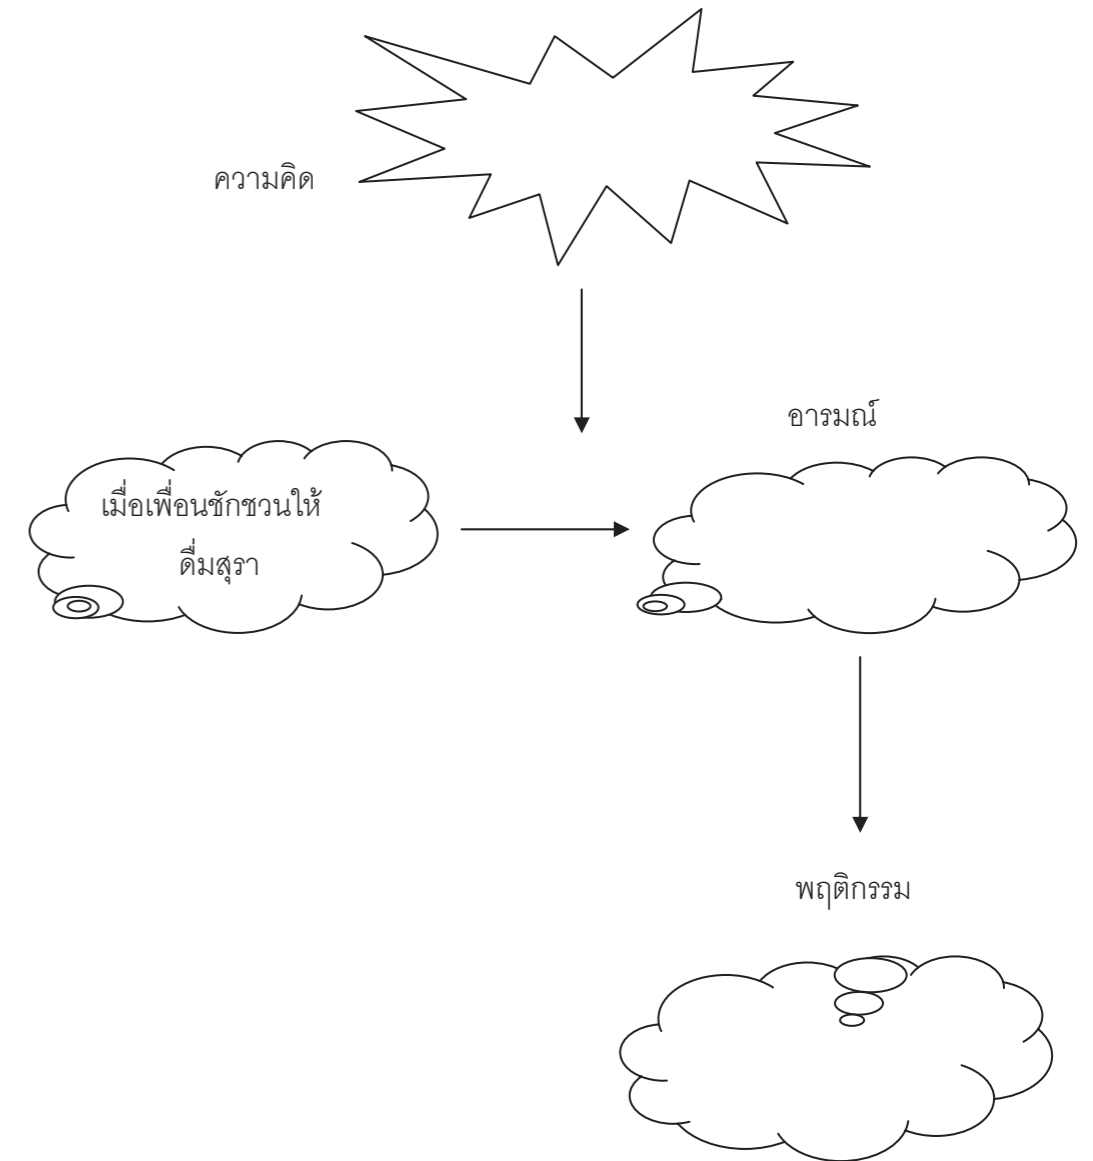 ความคิด
อารมณ์
เมื่อเพื่อนชักชวนให้
ดื่มสุรา
พฤติกรรม